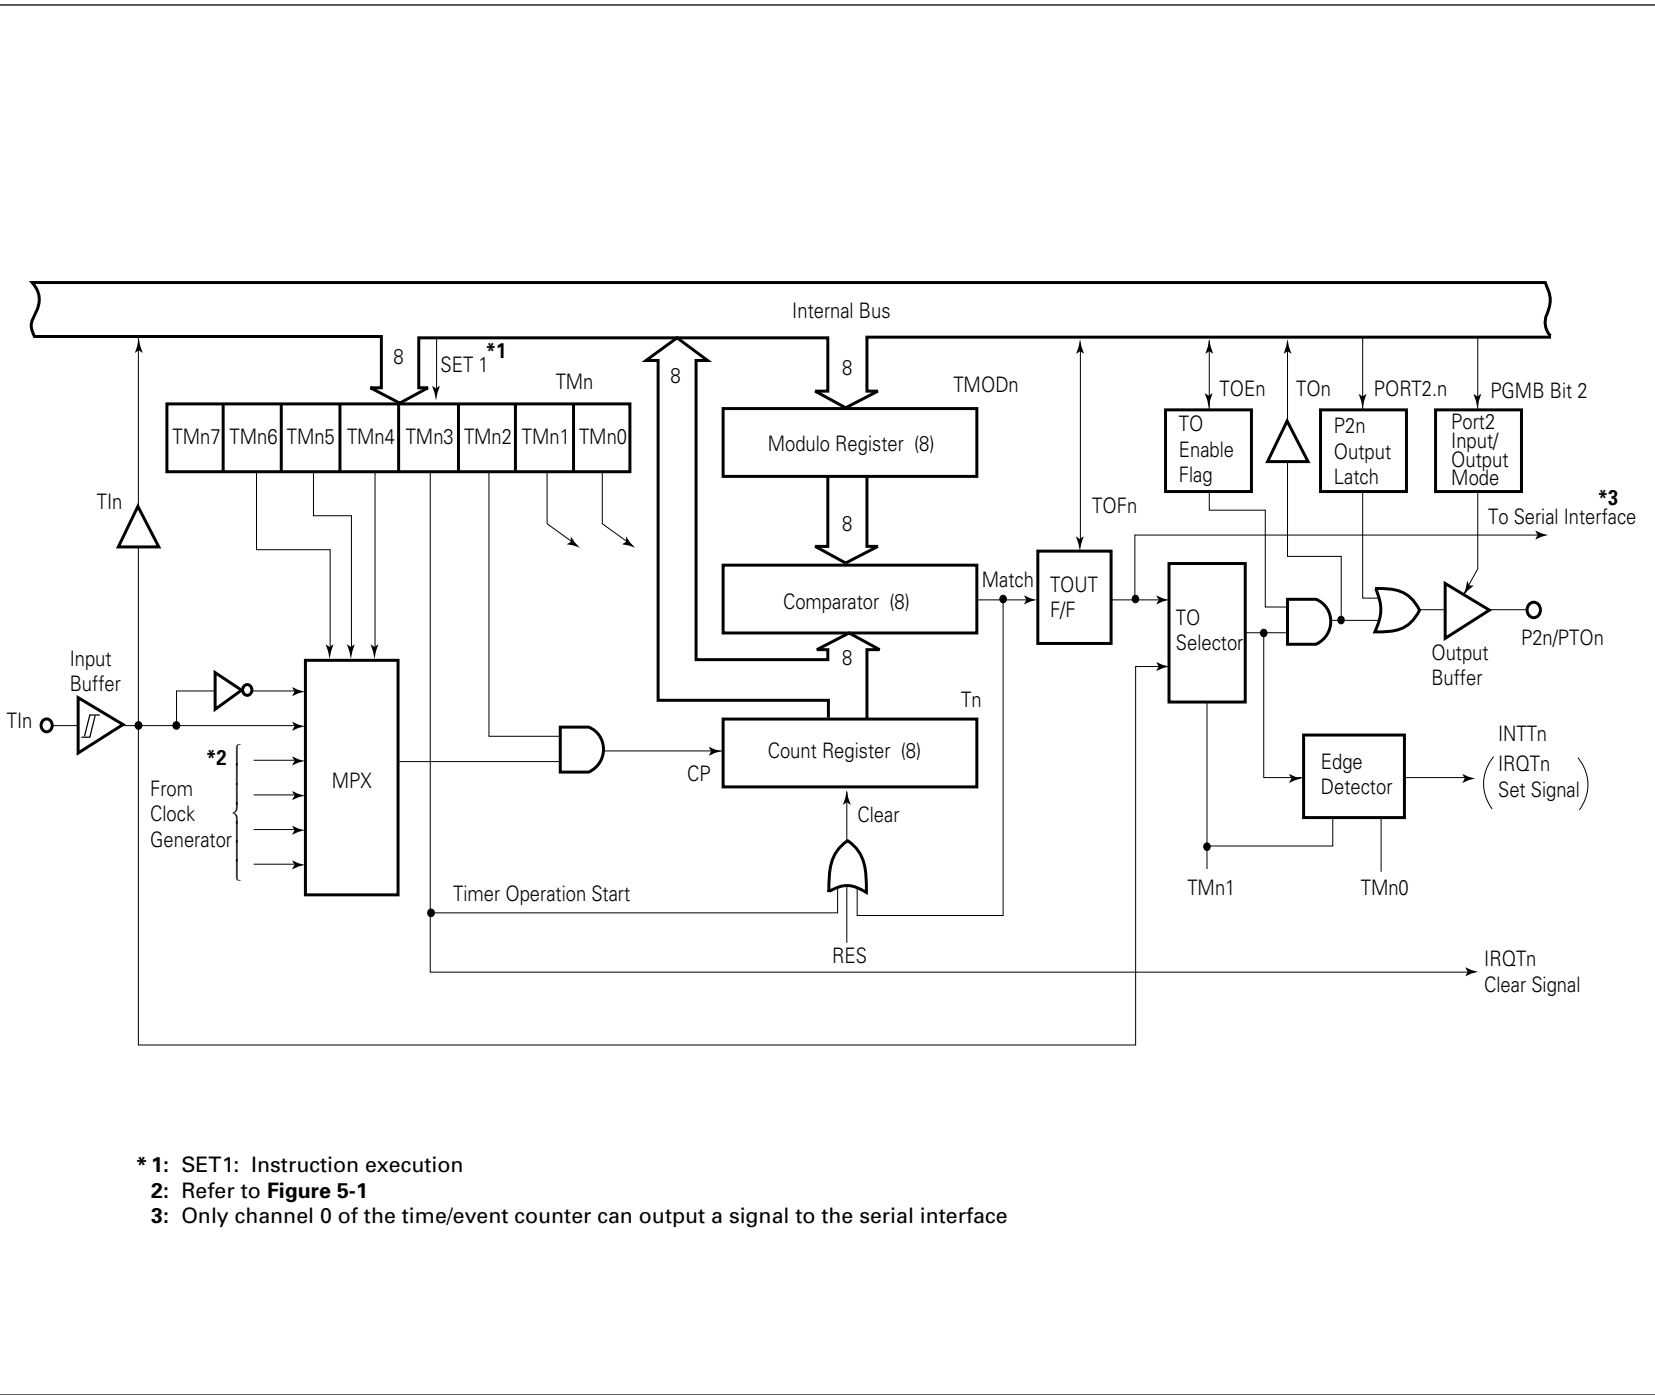 Internal Bus
8
SET 1 *1
TMn
8
8
TMODn
TOEn
TOn
PORT2.n
PGMB Bit 2
TMn7 TMn6 TMn5 TMn4 TMn3 TMn2 TMn1 TMn0
Modulo Register (8)
TO
Enable
Flag
P2n
Output
Latch
Port2
Input/
Output
Mode
TIn
8
TOFn
*3
To Serial Interface
Comparator (8)
Match
TOUT
F/F
TO
Selector
P2n/PTOn
Output
Buffer
8
Input
Buffer
TIn
Tn
*2
From
Clock
Generator
MPX
CP
Count Register (8)
Clear
Edge
Detector
INTTn
(IRQTn
Set Signal)
TMn1
TMn0
Timer Operation Start
RES
IRQTn
Clear Signal
* 1: SET1: Instruction execution
2: Refer to Figure 5-1
3: Only channel 0 of the time/event counter can output a signal to the serial interface